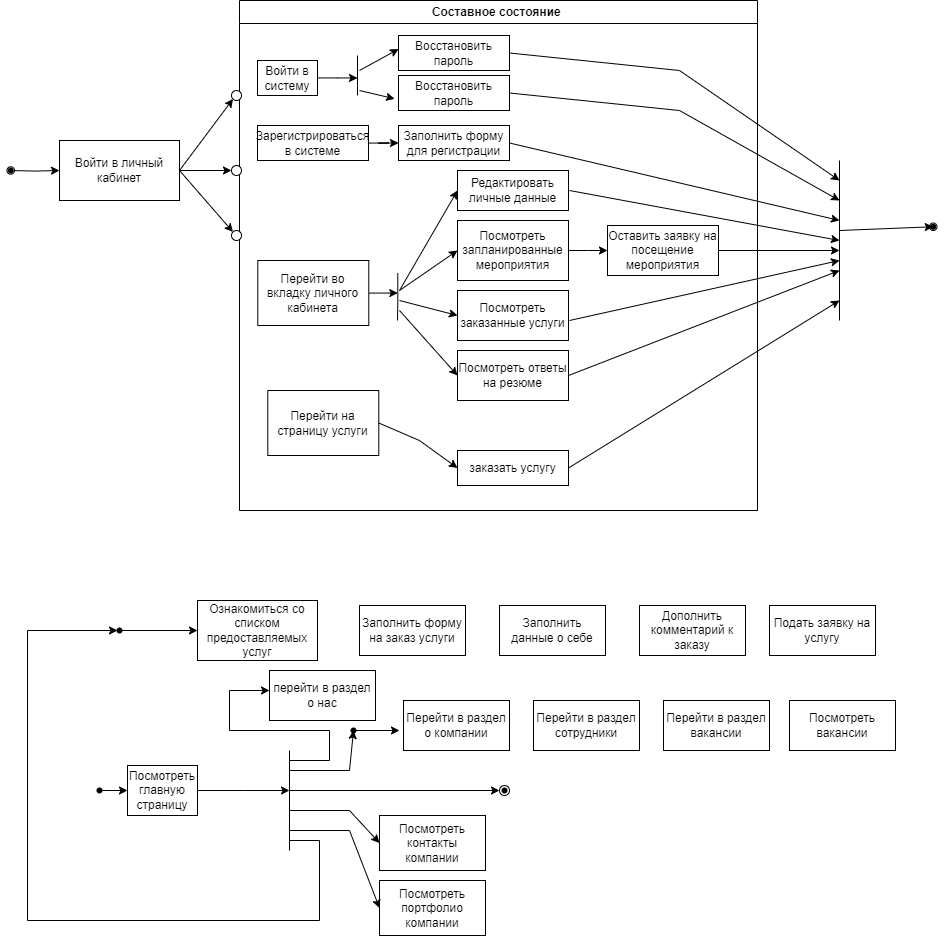 Составное состояние
Войти в личный
кабинет
Войти в
систему
Восстановить
пароль
Восстановить
пароль
Зарегистрироваться
в системе
Заполнить форму
для регистрации
Редактировать
личные данные
Посмотреть
запланированные
мероприятия
Оставить заявку на
посещение
мероприятия
Перейти во
вкладку личного
кабинета
Посмотреть
заказанные услуги
Посмотреть ответы
на резюме
Перейти на
страницу услуги
заказать услугу
Ознакомиться со
списком
предоставляемых
услуг
Заполнить форму
на заказ услуги
Заполнить
данные о себе
Дополнить
комментарий к
заказу
Подать заявку на
услугу
перейти в раздел
о нас
Перейти в раздел
о компании
Перейти в раздел
сотрудники
Перейти в раздел
вакансии
Посмотреть
вакансии
Посмотреть
главную
страницу
Посмотреть
контакты
компании
Посмотреть
портфолио
компании